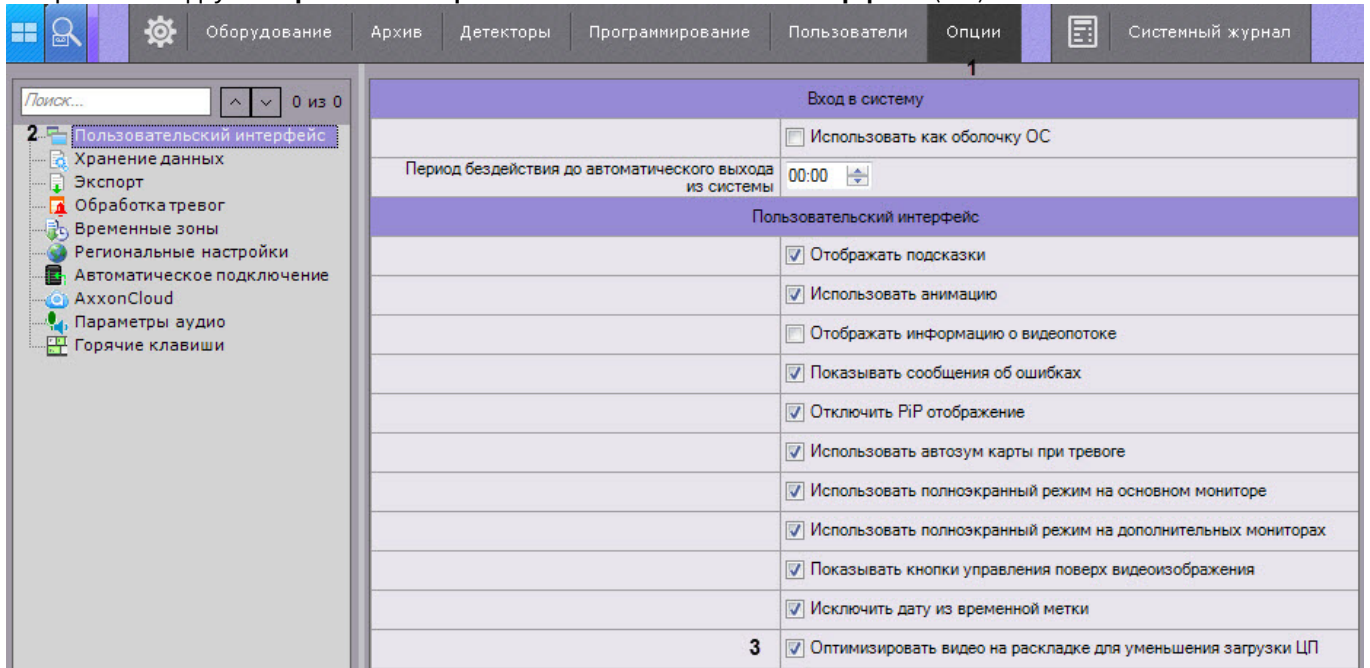 Оборудование Архив Детекторы Программирование Пользователи Опции Системный журнал
1
Поиск... 0 из 0
2 Пользовательский интерфейс
Хранение данных
Экспорт
Обработка тревог
Временные зоны
Региональные настройки
Автоматическое подключение
AxxonCloud
Параметры аудио
Горячие клавиши
Вход в систему
Использовать как оболочку ОС
Период бездействия до автоматического выхода
из системы
00:00
Пользовательский интерфейс
Отображать подсказки
Использовать анимацию
Отображать информацию о видеопотоке
Показывать сообщения об ошибках
Отключить PiP отображение
Использовать автозум карты при тревоге
Использовать полноэкранный режим на основном мониторе
Использовать полноэкранный режим на дополнительных мониторах
Показывать кнопки управления поверх видеоизображения
Исключить дату из временной метки
3 Оптимизировать видео на раскладке для уменьшения загрузки ЦП